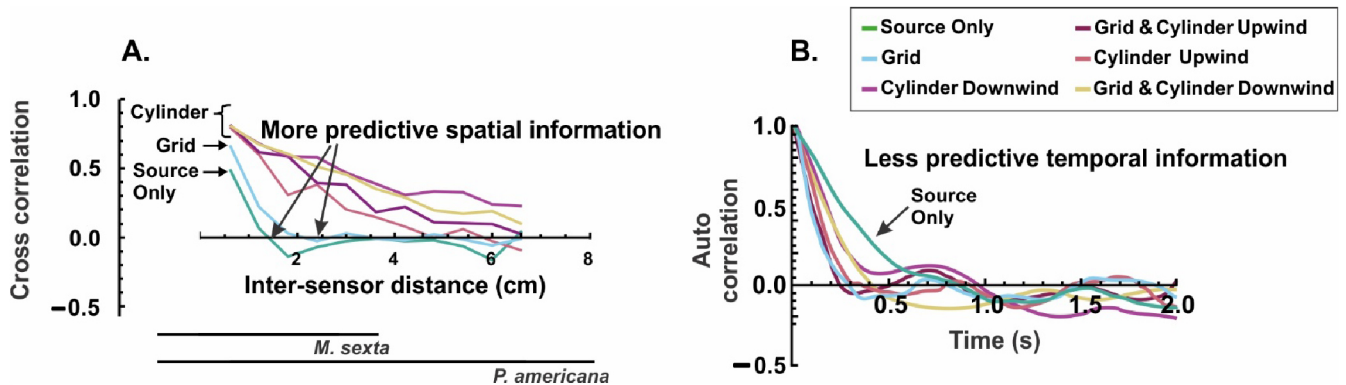 A.
Cross correlation
1.0
0.5
0.0
−0.5
Cylinder
Grid
Source
Only
More predictive spatial information
2
4
6
8
Inter-sensor distance (cm)
M. sexta
P. americana
B.
Source Only
Grid
Cylinder Downwind
Grid & Cylinder Upwind
Cylinder Upwind
Grid & Cylinder Downwind
Auto
correlation
1.0
0.5
0.0
−0.5
Less predictive temporal information
Source
Only
0.5
1.0
1.5
2.0
Time (s)